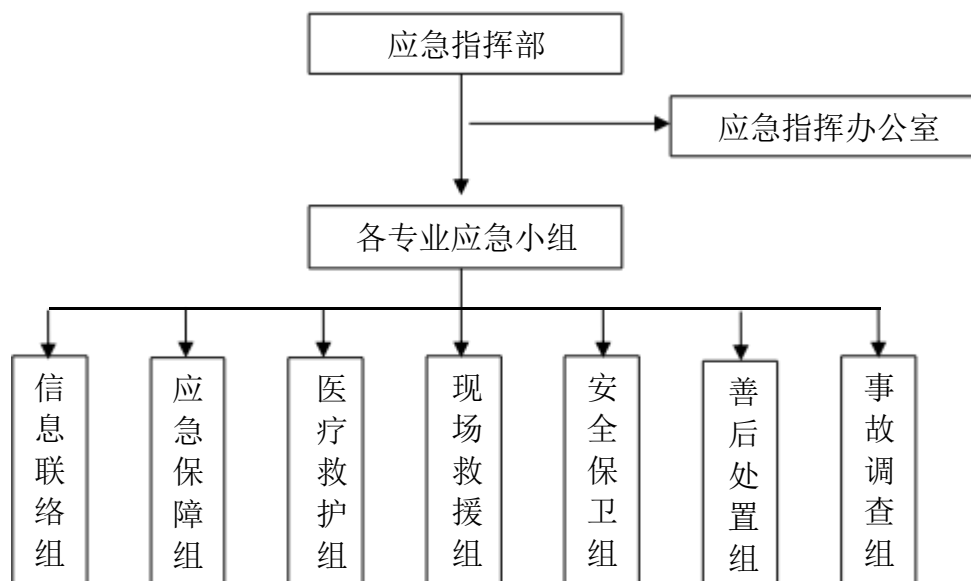 应急指挥部
应急指挥办公室
各专业应急小组
信息联络组
应急保障组
医疗救护组
现场救援组
安全保卫组
善后处置组
事故调查组